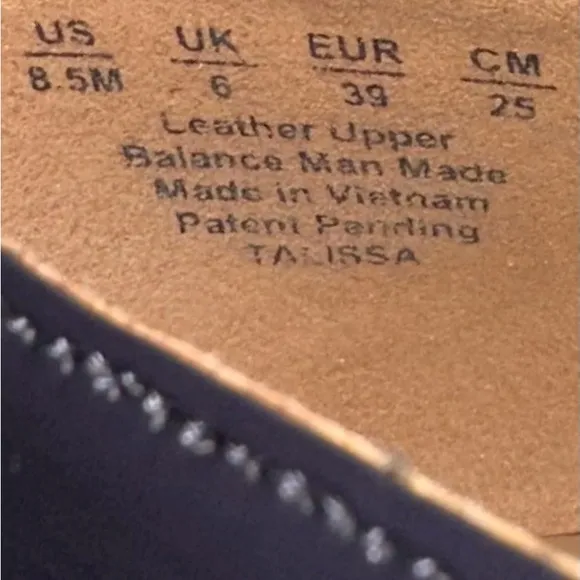 US UK EUR CM
8.5M 6 39 25
Leather Upper
Balance Man Made
Made in Vietnam
Patent Pending
TALISSA